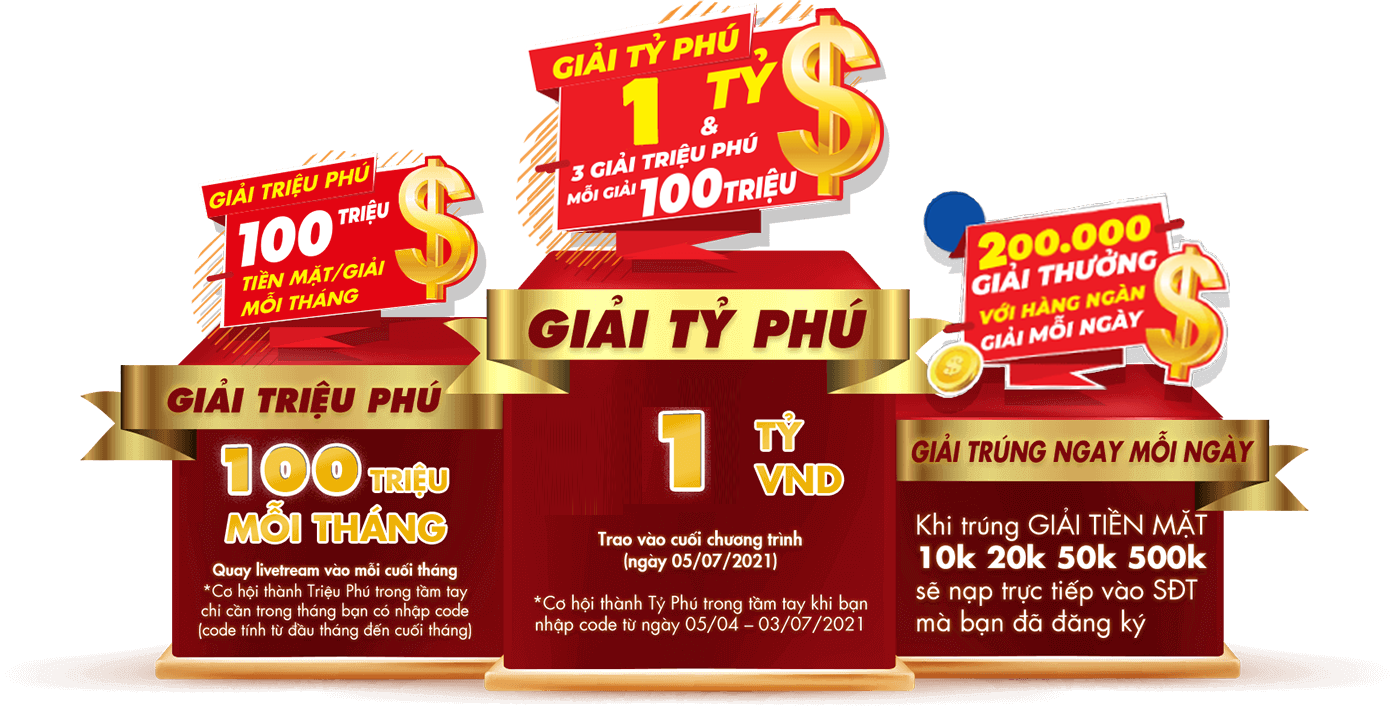 GIẢI TRIỆU PHÚ
100 TRIỆU
TIỀN MẶT/GIẢI
MỖI THÁNG
GIẢI TRIỆU PHÚ
100 TRIỆU
MỖI THÁNG
Quay livetream vào mỗi cuối tháng
*Cơ hội thành Triệu Phú trong tầm tay
chỉ cần trong tháng bạn có nhập code
(code tính từ đầu tháng đến cuối tháng)
GIẢI TỶ PHÚ
1 TỶ
&
3 GIẢI TRIỆU PHÚ
MỖI GIẢI 100 TRIỆU
GIẢI TỶ PHÚ
1 TỶ
VND
Trao vào cuối chương trình
(ngày 05/07/2021)
*Cơ hội thành Tỷ Phú trong tầm tay khi bạn
nhập code từ ngày 05/04 – 03/07/2021
200.000
GIẢI THƯỞNG
VỚI HÀNG NGÀN
GIẢI MỖI NGÀY
GIẢI TRÚNG NGAY MỖI NGÀY
Khi trúng GIẢI TIỀN MẶT
10k 20k 50k 500k
sẽ nạp trực tiếp vào SĐT
mà bạn đã đăng ký